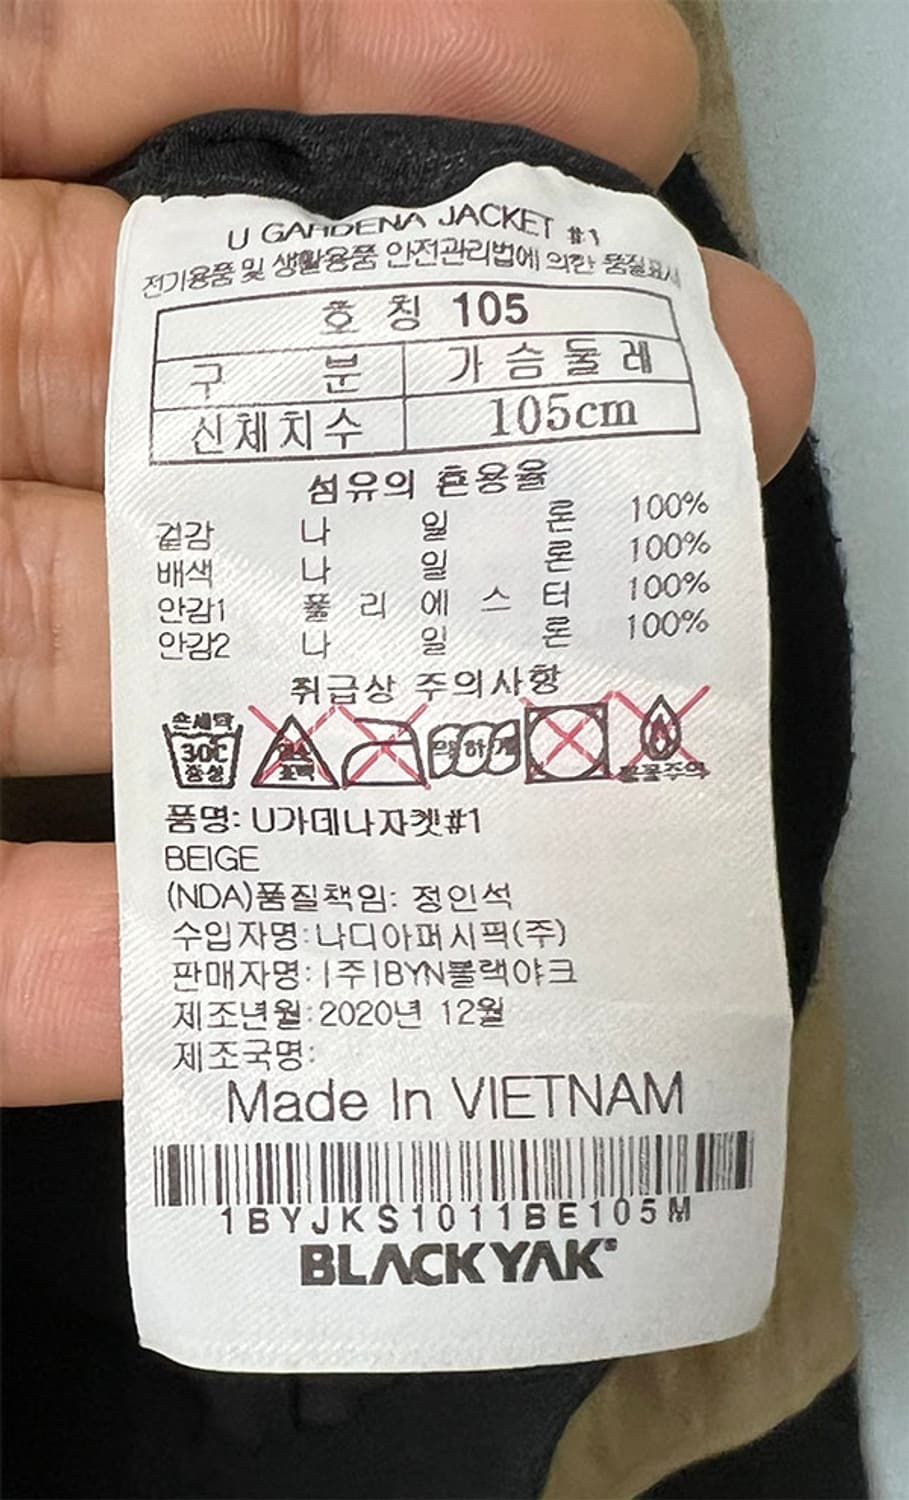 U GARDENA JACKET #1
전기용품 및 생활용품 안전관리법에 의한 품질표시
호 칭 105
구 분 가슴둘레
신체치수 105cm
섬유의 혼용율
겉감 나 일 론 100%
배색 나 일 론 100%
안감1 폴 리 에 스 터 100%
안감2 나 일 론 100%
취급상 주의사항
손세탁 30℃ 중성 염소 표백 약하게 불꽃주의
품명: U가데나자켓#1
BEIGE
(NDA)품질책임: 정인석
수입자명:나디아퍼시픽(주)
판매자명:(주)BYN블랙야크
제조년월:2020년 12월
제조국명:
Made In VIETNAM
1BYJKS1011BE105M
BLACKYAK®